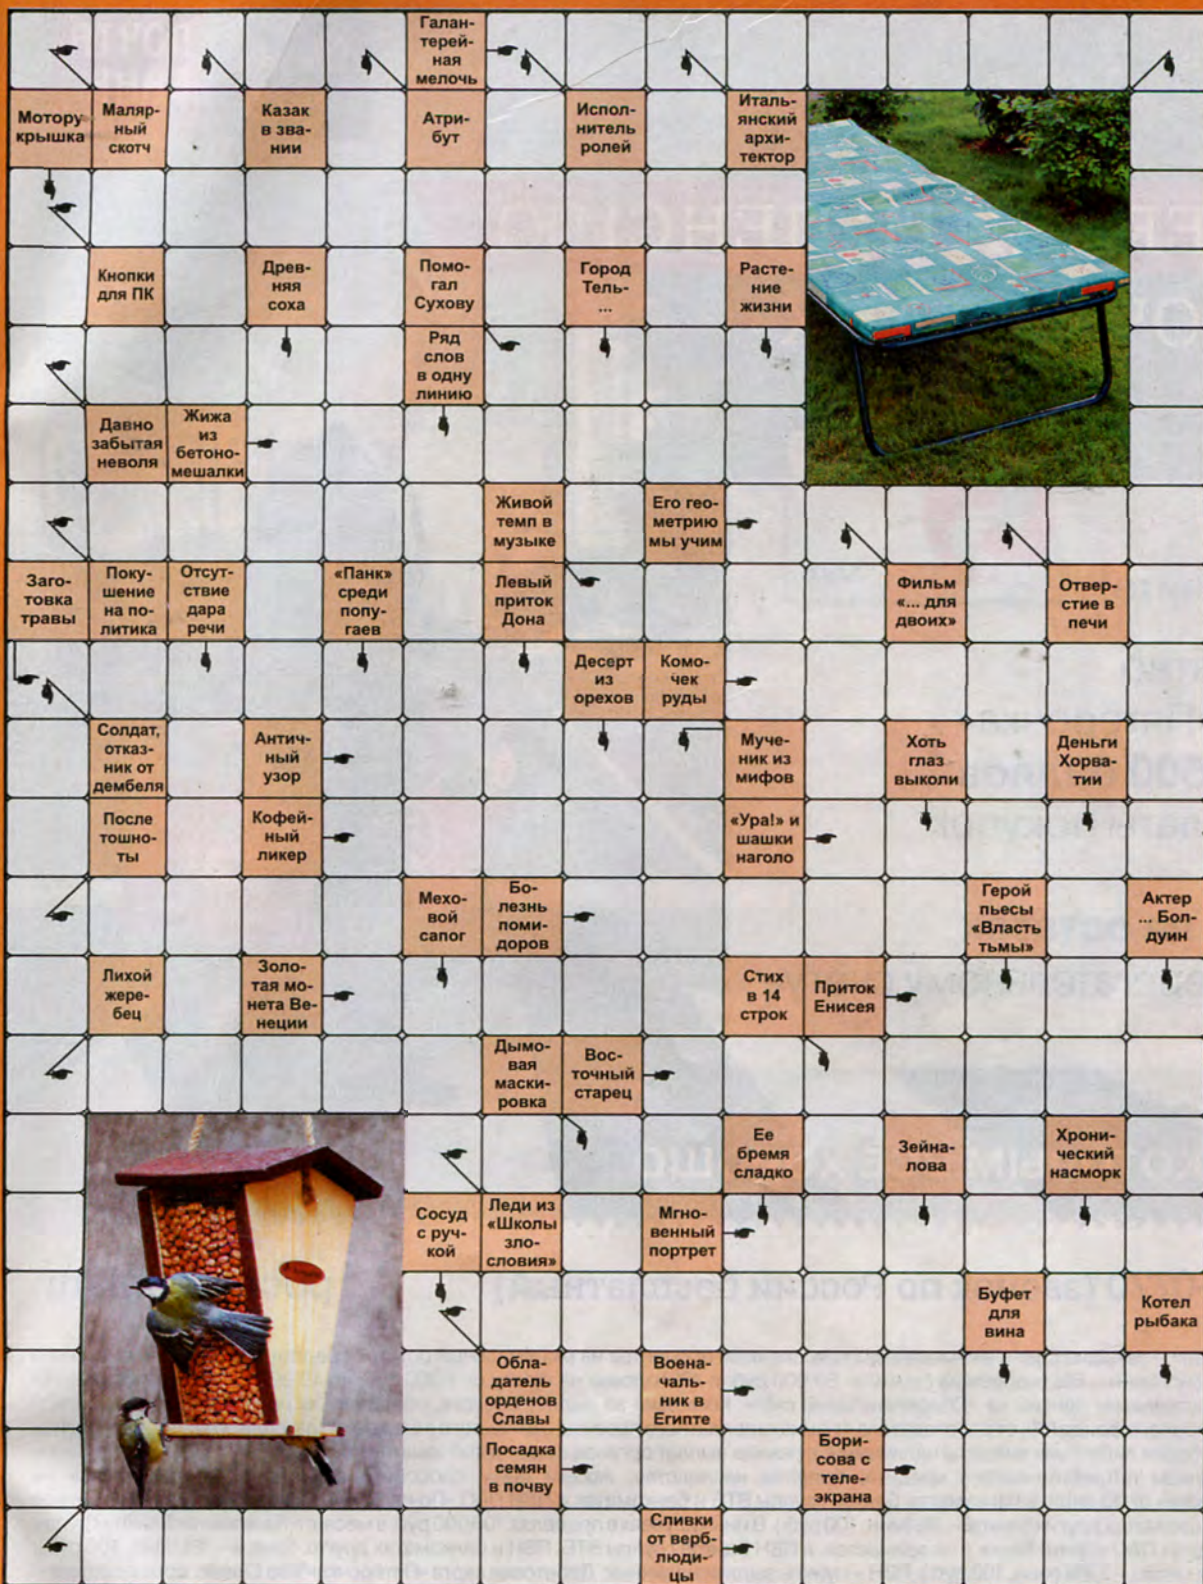 Галан-
терей-
ная
мелочь
Мотору
крышка
Маляр-
ный
скотч
Казак
в зва-
нии
Атри-
бут
Испол-
нитель
ролей
Италь-
янский
архи-
тектор
Кнопки
для ПК
Древ-
няя
соха
Помо-
гал
Сухову
Город
Тель-
...
Расте-
ние
жизни
Ряд
слов
в одну
линию
Давно
забытая
неволя
Жижа
из
бетоно-
мешалки
Живой
темп в
музыке
Его гео-
метрию
мы учим
Заго-
товка
травы
Поку-
шение
на по-
литика
Отсут-
ствие
дара
речи
«Панк»
среди
попу-
гаев
Левый
приток
Дона
Фильм
«... для
двоих»
Отвер-
стие в
печи
Десерт
из
орехов
Комо-
чек
руды
Солдат,
отказ-
ник от
дембеля
Антич-
ный
узор
Муче-
ник из
мифов
Хоть
глаз
выколи
Деньги
Хорва-
тии
После
тошно-
ты
Кофей-
ный
ликер
«Ура!» и
шашки
наголо
Мехо-
вой
сапог
Бо-
лезнь
поми-
доров
Герой
пьесы
«Власть
тьмы»
Актер
... Бол-
дуин
Лихой
жере-
бец
Золо-
тая мо-
нета Ве-
неции
Стих
в 14
строк
Приток
Енисея
Дымо-
вая
маски-
ровка
Вос-
точный
старец
Ее
бремя
сладко
Зейна-
лова
Хрони-
ческий
насморк
Сосуд
с руч-
кой
Леди из
«Школы
зло-
словия»
Мгно-
венный
портрет
Буфет
для
вина
Котел
рыбака
Обла-
датель
орденов
Славы
Воена-
чаль-
ник в
Египте
Посадка
семян
в почву
Бори-
сова с
теле-
экрана
Сливки
от верб-
люди-
цы